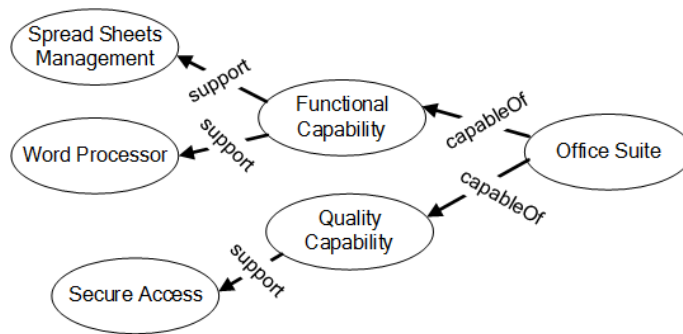 Spread Sheets
Management
support
Functional
Capability
capableOf
Office Suite
Word Processor
support
capableOf
Quality
Capability
support
Secure Access